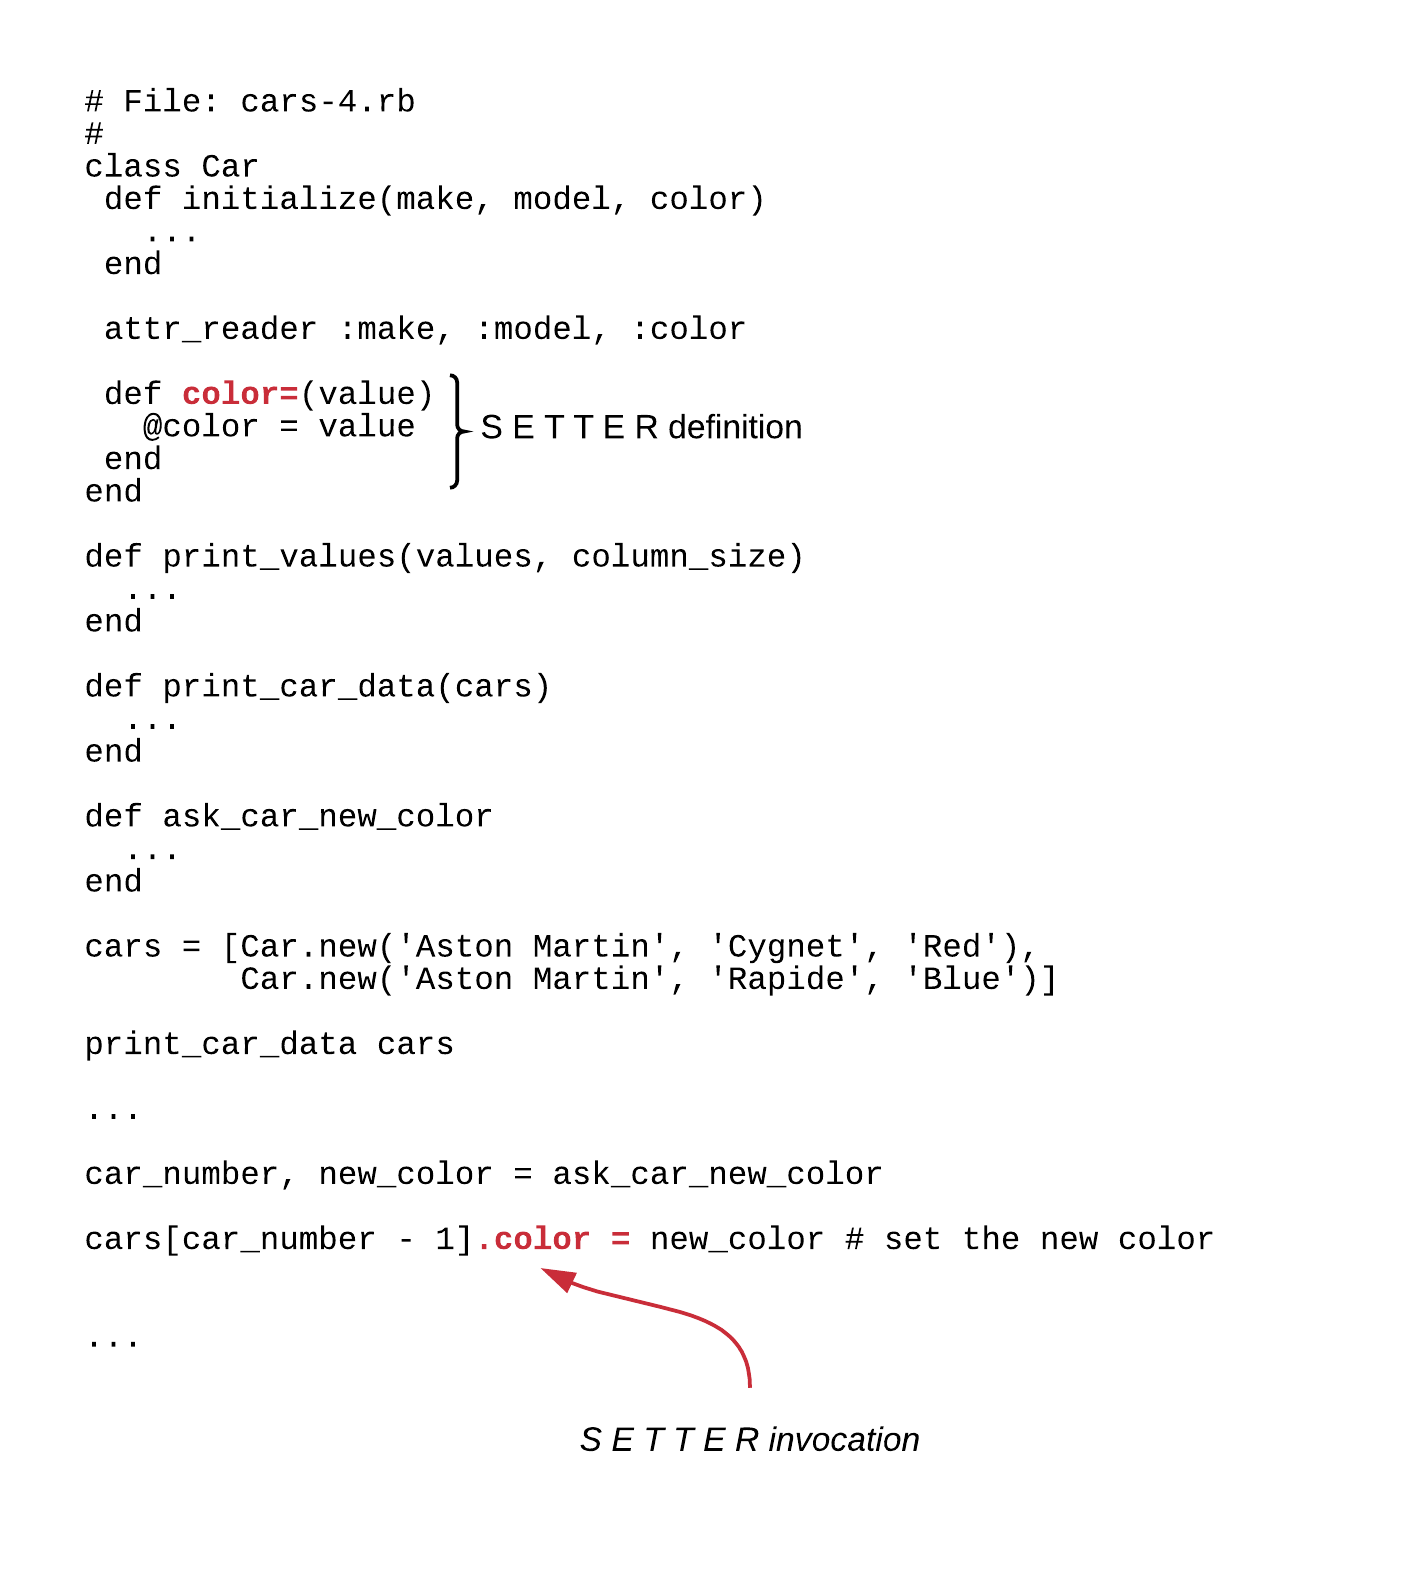 # File: cars-4.rb
#
class Car
 def initialize(make, model, color)
   ...
 end
 attr_reader :make, :model, :color
 def color=(value)
   @color = value
 end
end
SETTER definition
def print_values(values, column_size)
  ...
end
def print_car_data(cars)
  ...
end
def ask_car_new_color
  ...
end
cars = [Car.new('Aston Martin', 'Cygnet', 'Red'),
        Car.new('Aston Martin', 'Rapide', 'Blue')]
print_car_data cars
...
car_number, new_color = ask_car_new_color
cars[car_number - 1].color = new_color # set the new color
...
SETTER invocation